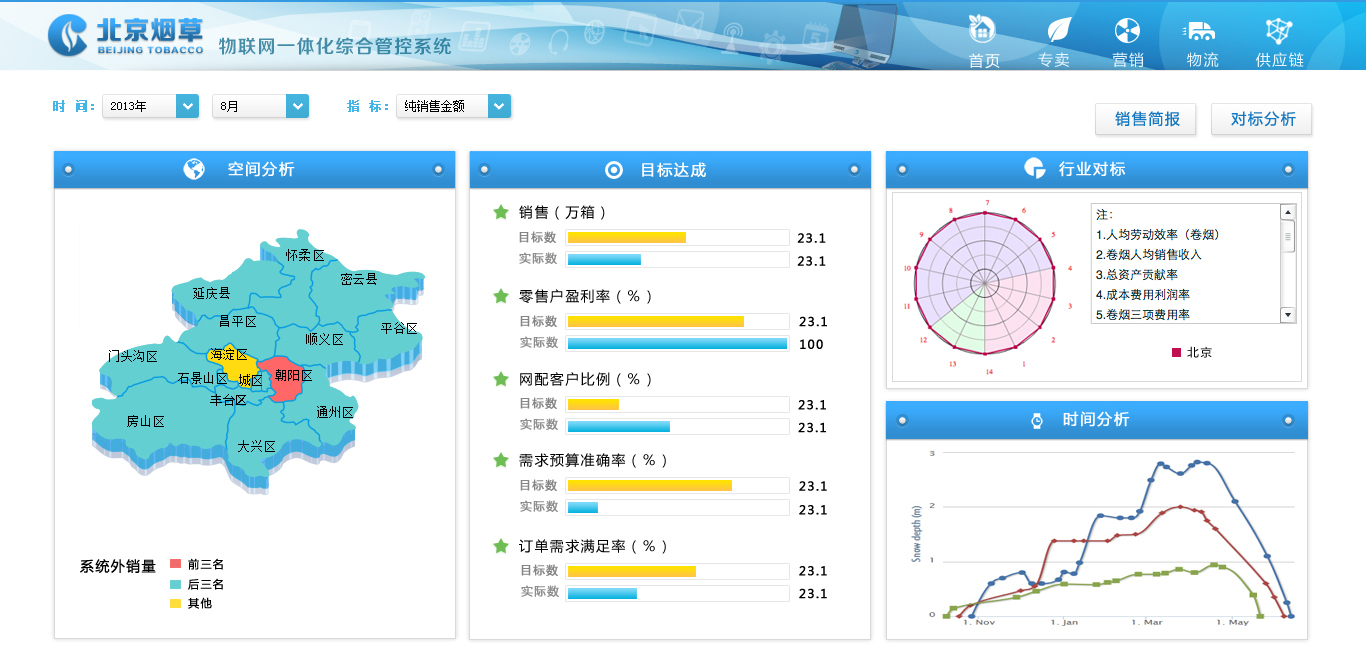 北京烟草
BEIJING TOBACCO
物联网一体化综合管控系统
首页 专卖 营销 物流 供应链
时 间： 2013年 8月 指 标： 纯销售金额
销售简报 对标分析
空间分析
怀柔区
密云县
延庆县
昌平区
平谷区
顺义区
门头沟区
海淀区
石景山区 城区 朝阳区
丰台区
通州区
房山区
大兴区
系统外销量
前三名
后三名
其他
目标达成
销售（万箱）
目标数 23.1
实际数 23.1
零售户盈利率（%）
目标数 23.1
实际数 100
网配客户比例（%）
目标数 23.1
实际数 23.1
需求预算准确率（%）
目标数 23.1
实际数 23.1
订单需求满足率（%）
目标数 23.1
实际数 23.1
行业对标
7
8 6
9 5
10 4
11 3
12 2
13 1
14
注：
1.人均劳动效率（卷烟）
2.卷烟人均销售收入
3.总资产贡献率
4.成本费用利润率
5.卷烟三项费用率
北京
时间分析
Snow depth (m)
3
2
1
0
1. Nov 1. Jan 1. Mar 1. May